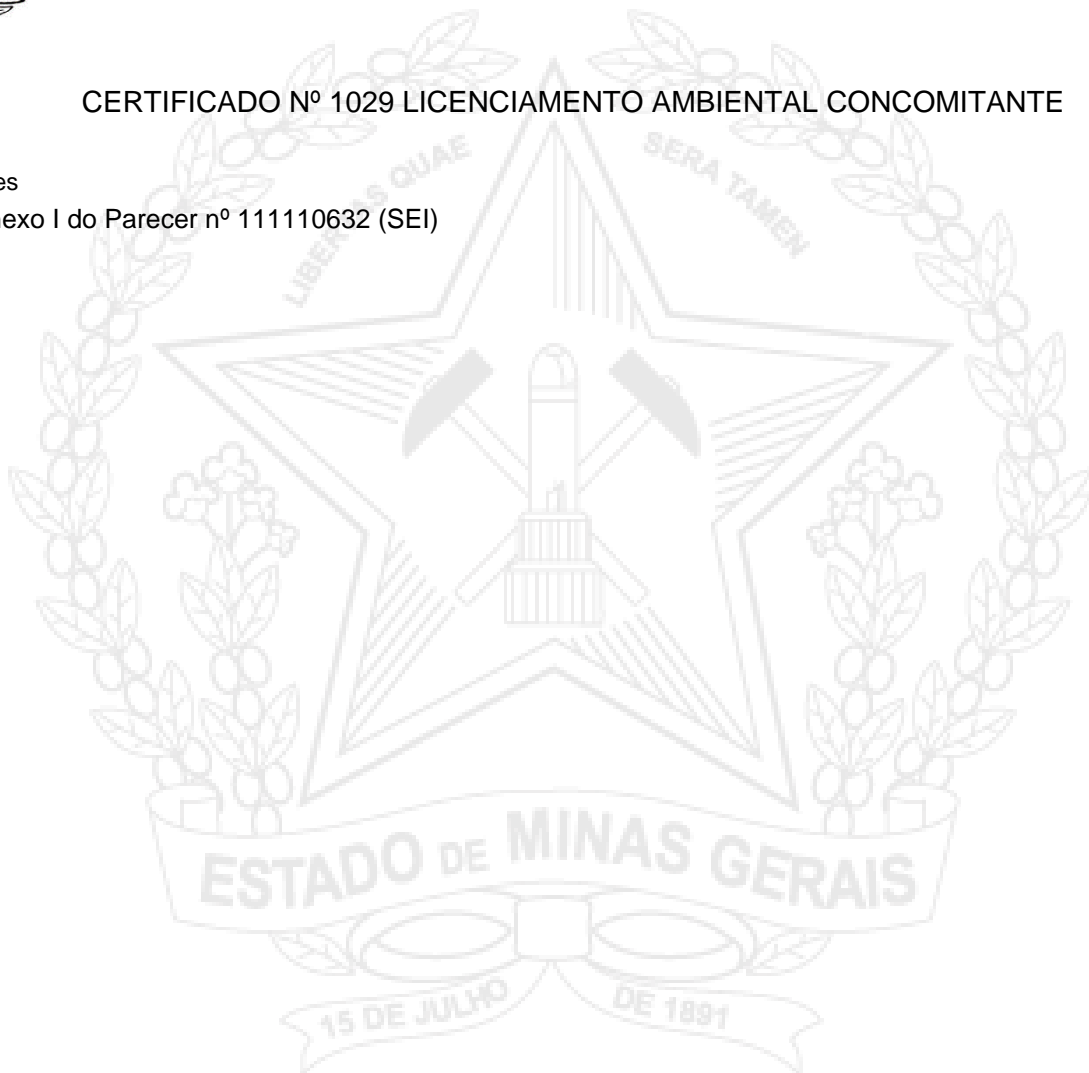 CERTIFICADO Nº 1029 LICENCIAMENTO AMBIENTAL CONCOMITANTE
es
exo I do Parecer nº 111110632 (SEI)
LIBERTAS QUAE SERA TAMEN
ESTADO DE MINAS GERAIS
15 DE JULHO DE 1891